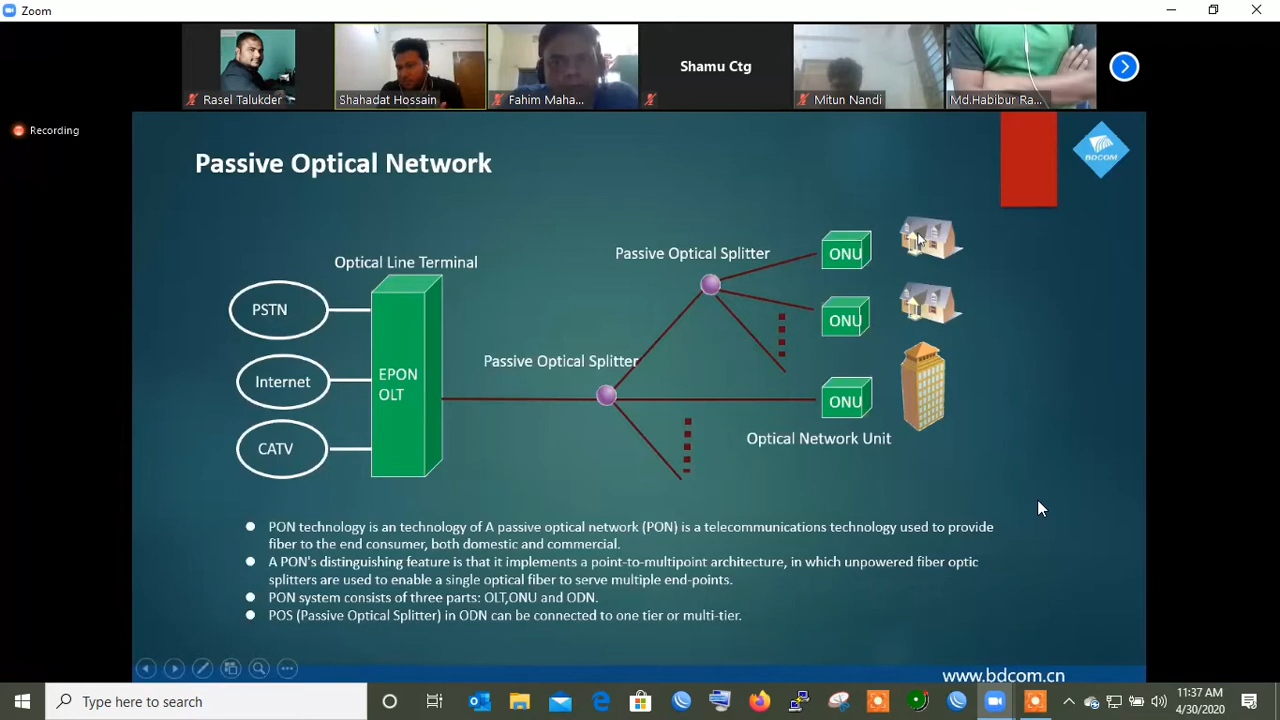 Zoom
Rasel Talukder
Shahadat Hossain
Fahim Maha...
Shamu Ctg
Mitun Nandi
Md.Habibur Ra...
Recording
Passive Optical Network
BDCOM
Optical Line Terminal
Passive Optical Splitter
ONU
PSTN
ONU
Passive Optical Splitter
Internet
EPON
OLT
ONU
CATV
Optical Network Unit
PON technology is an technology of A passive optical network (PON) is a telecommunications technology used to provide
fiber to the end consumer, both domestic and commercial.
A PON's distinguishing feature is that it implements a point-to-multipoint architecture, in which unpowered fiber optic
splitters are used to enable a single optical fiber to serve multiple end-points.
PON system consists of three parts: OLT,ONU and ODN.
POS (Passive Optical Splitter) in ODN can be connected to one tier or multi-tier.
www.bdcom.cn
Type here to search
11:37 AM
4/30/2020